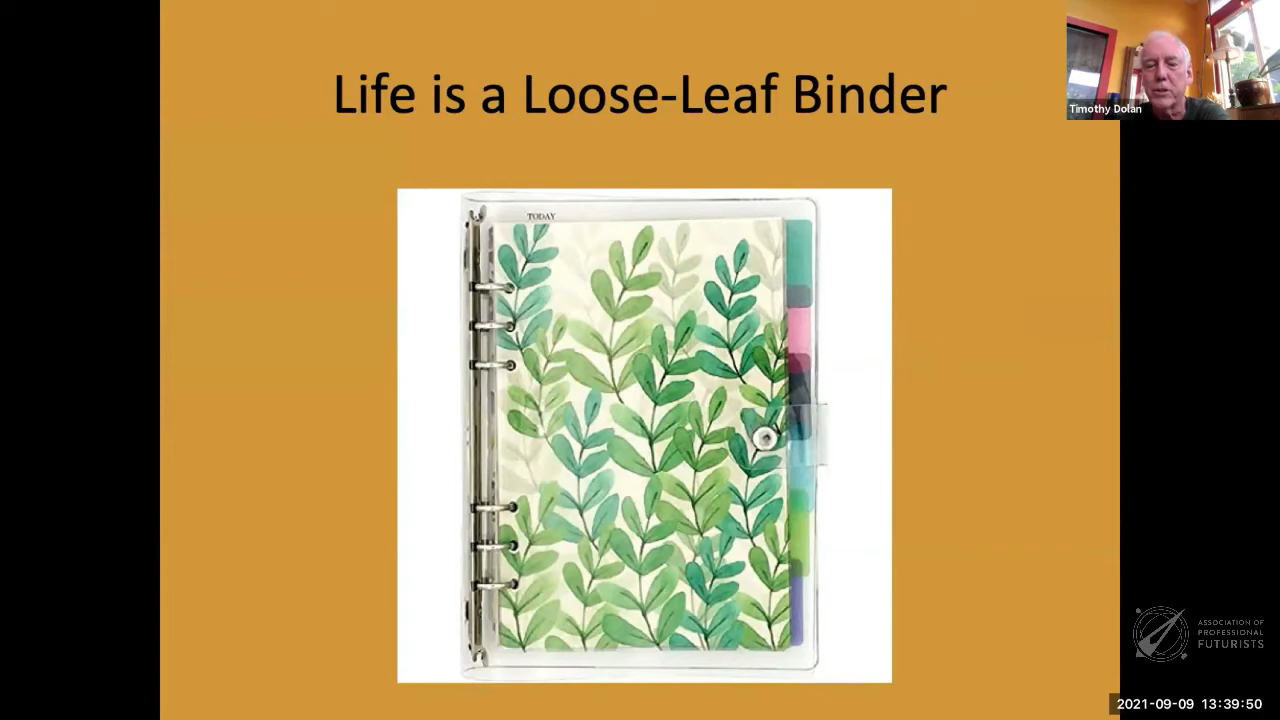 Life is a Loose-Leaf Binder
Timothy Dolan
TODAY
ASSOCIATION OF
PROFESSIONAL
FUTURISTS
2021-09-09 13:39:50